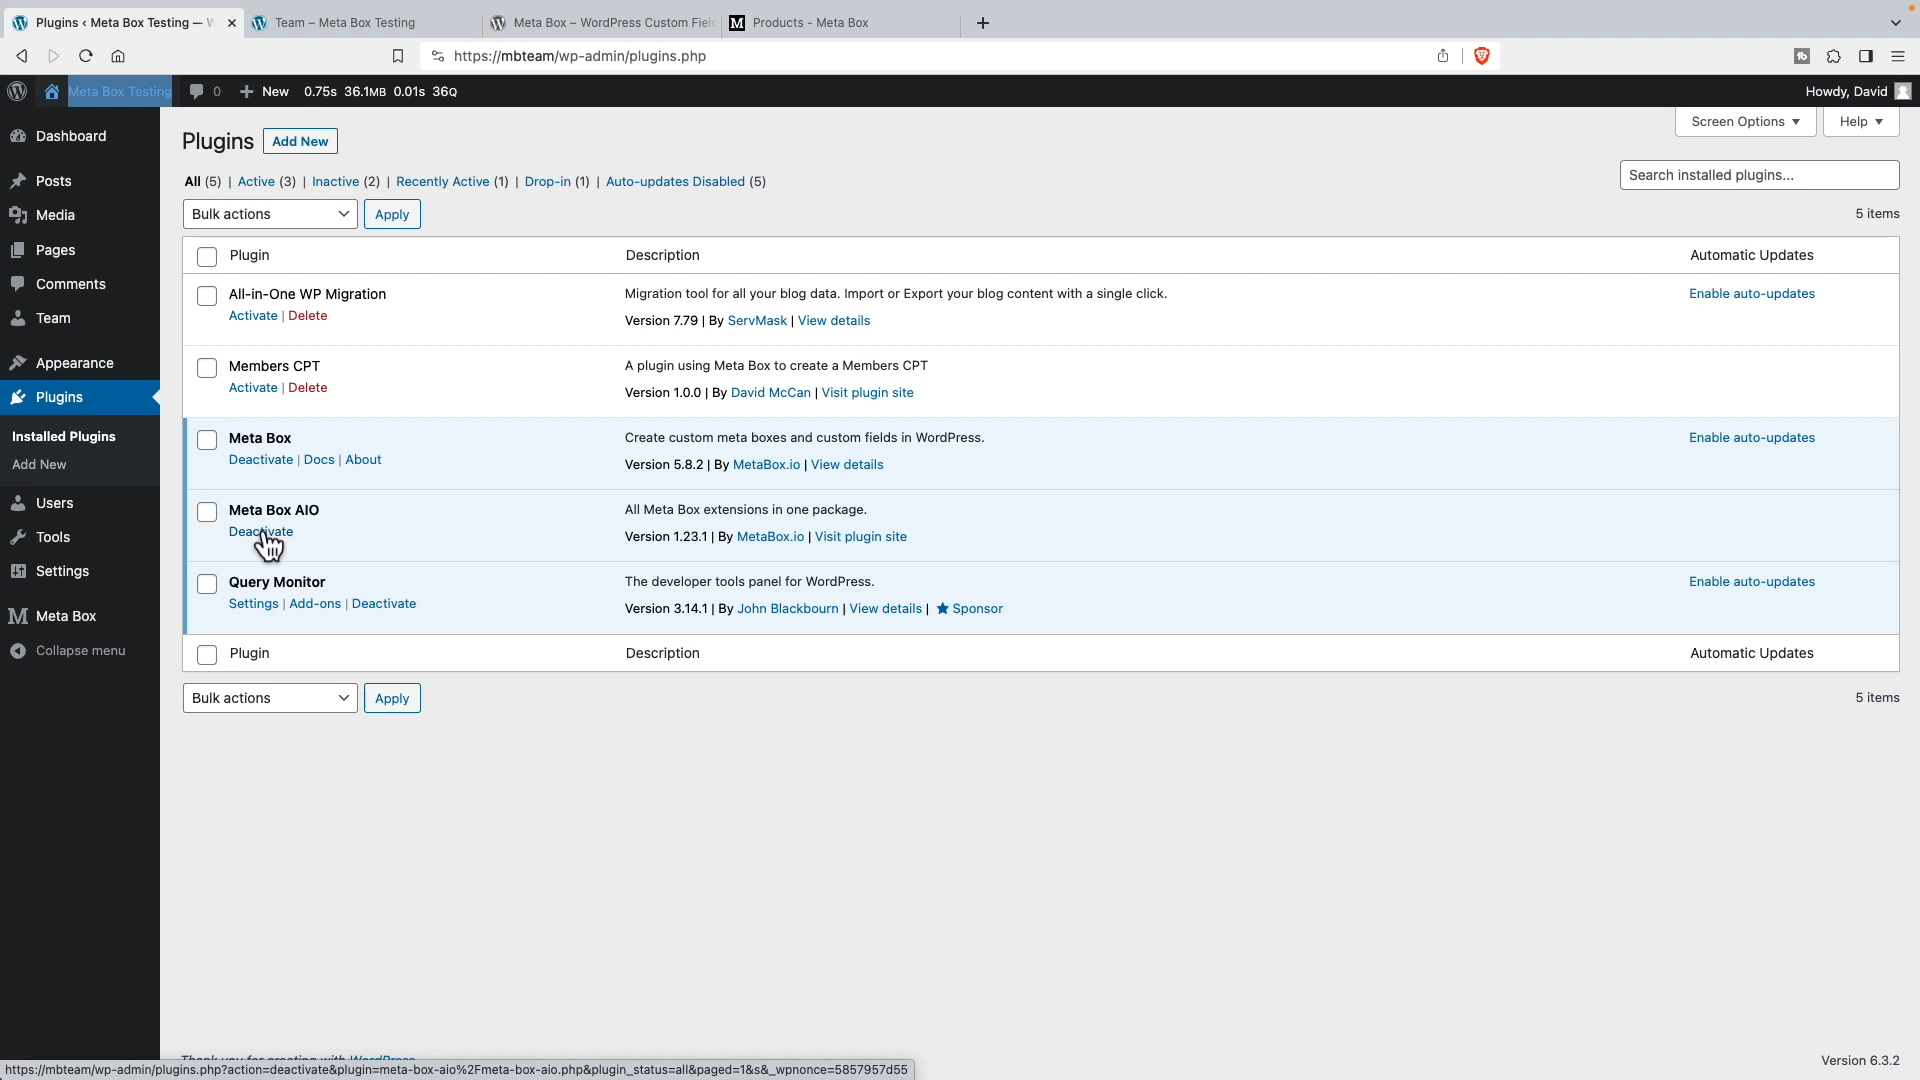 Plugins ‹ Meta Box Testing — W
Team – Meta Box Testing
Meta Box – WordPress Custom Fiel
Products - Meta Box
https://mbteam/wp-admin/plugins.php
Meta Box Testing
0
New
0.75s 36.1MB 0.01s 36Q
Howdy, David
Dashboard
Posts
Media
Pages
Comments
Team
Appearance
Plugins
Installed Plugins
Add New
Users
Tools
Settings
Meta Box
Collapse menu
Screen Options
Help
Plugins
Add New
All (5) | Active (3) | Inactive (2) | Recently Active (1) | Drop-in (1) | Auto-updates Disabled (5)
Search installed plugins...
Bulk actions
Apply
5 items
Plugin Description Automatic Updates
All-in-One WP Migration
Activate | Delete
Migration tool for all your blog data. Import or Export your blog content with a single click.
Version 7.79 | By ServMask | View details
Enable auto-updates
Members CPT
Activate | Delete
A plugin using Meta Box to create a Members CPT
Version 1.0.0 | By David McCan | Visit plugin site
Meta Box
Deactivate | Docs | About
Create custom meta boxes and custom fields in WordPress.
Version 5.8.2 | By MetaBox.io | View details
Enable auto-updates
Meta Box AIO
Deactivate
All Meta Box extensions in one package.
Version 1.23.1 | By MetaBox.io | Visit plugin site
Query Monitor
Settings | Add-ons | Deactivate
The developer tools panel for WordPress.
Version 3.14.1 | By John Blackbourn | View details | Sponsor
Enable auto-updates
Plugin Description Automatic Updates
Bulk actions
Apply
5 items
Thank you for creating with WordPress
Version 6.3.2
https://mbteam/wp-admin/plugins.php?action=deactivate&plugin=meta-box-aio%2Fmeta-box-aio.php&plugin_status=all&paged=1&s&_wpnonce=5857957d55